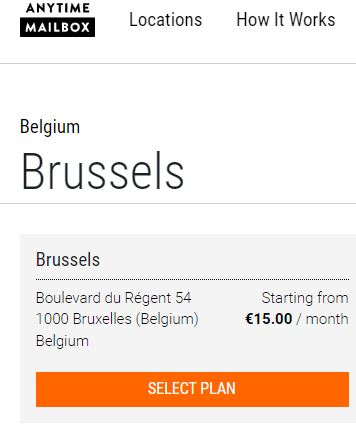 ANYTIME
MAILBOX
Locations
How It Works
Belgium
Brussels
Brussels
Boulevard du Régent 54
1000 Bruxelles (Belgium)
Belgium
Starting from
€15.00 / month
SELECT PLAN